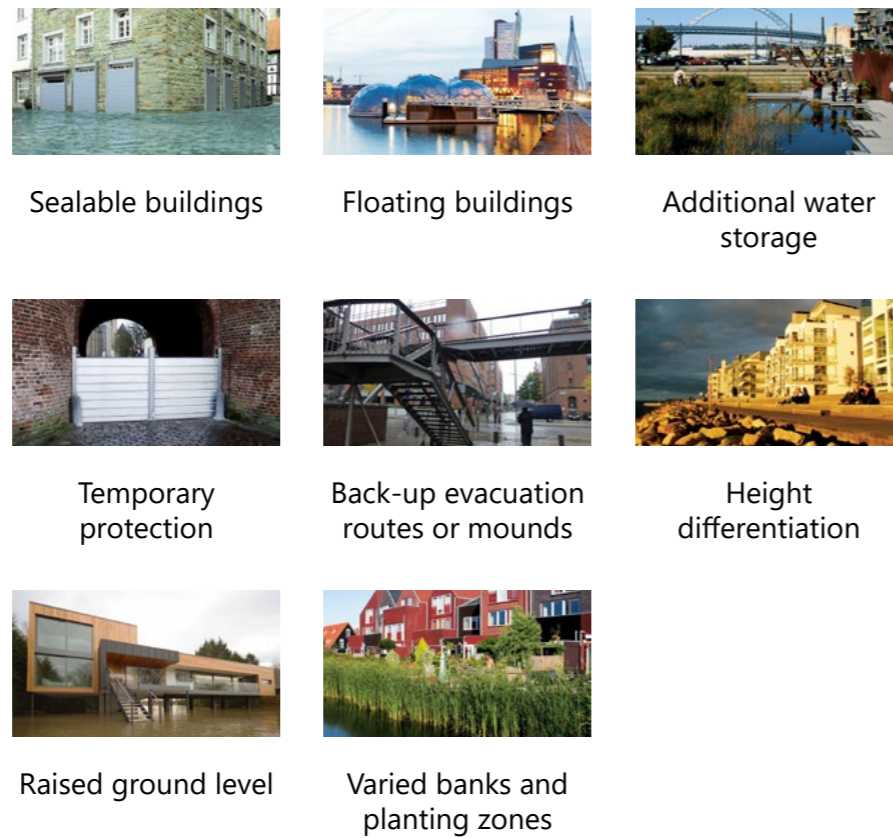 Sealable buildings
Floating buildings
Additional water
storage
Temporary
protection
Back-up evacuation
routes or mounds
Height
differentiation
Raised ground level
Varied banks and
planting zones